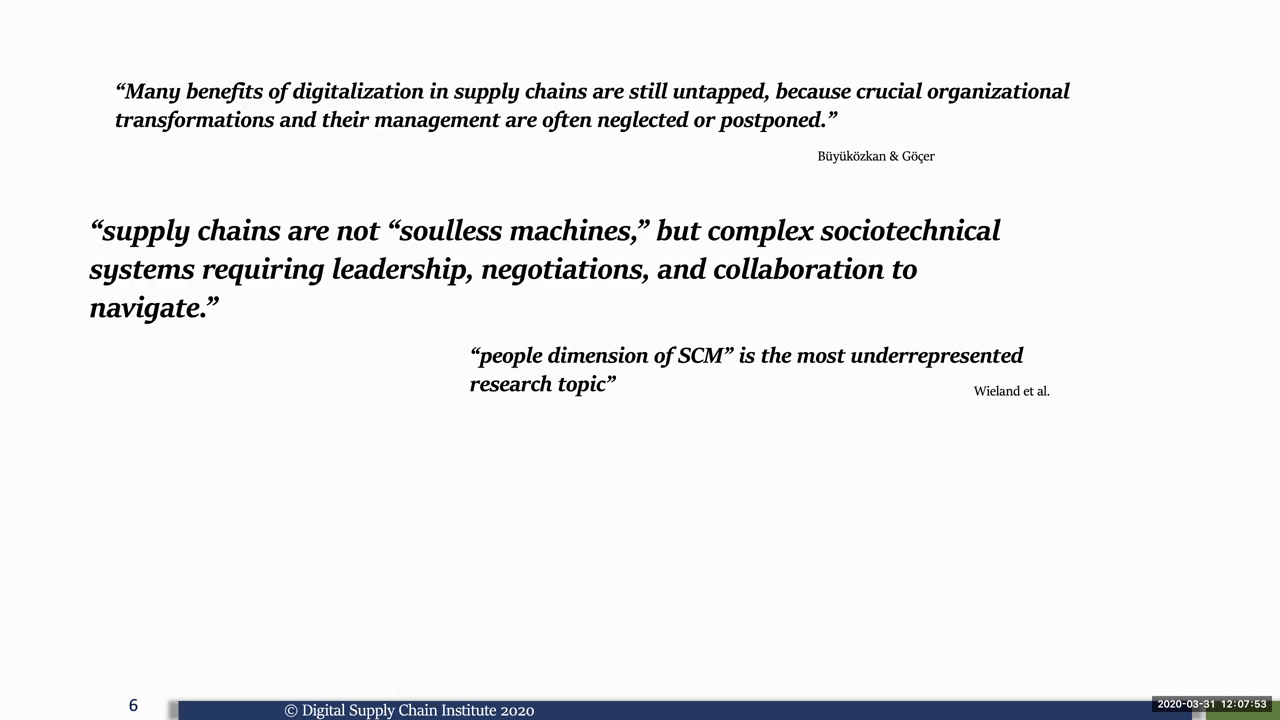 “Many benefits of digitalization in supply chains are still untapped, because crucial organizational
transformations and their management are often neglected or postponed.”
Büyüközkan & Göçer
“supply chains are not “soulless machines,” but complex sociotechnical
systems requiring leadership, negotiations, and collaboration to
navigate.”
“people dimension of SCM” is the most underrepresented
research topic”
Wieland et al.
6
© Digital Supply Chain Institute 2020
2020-03-31 12:07:53